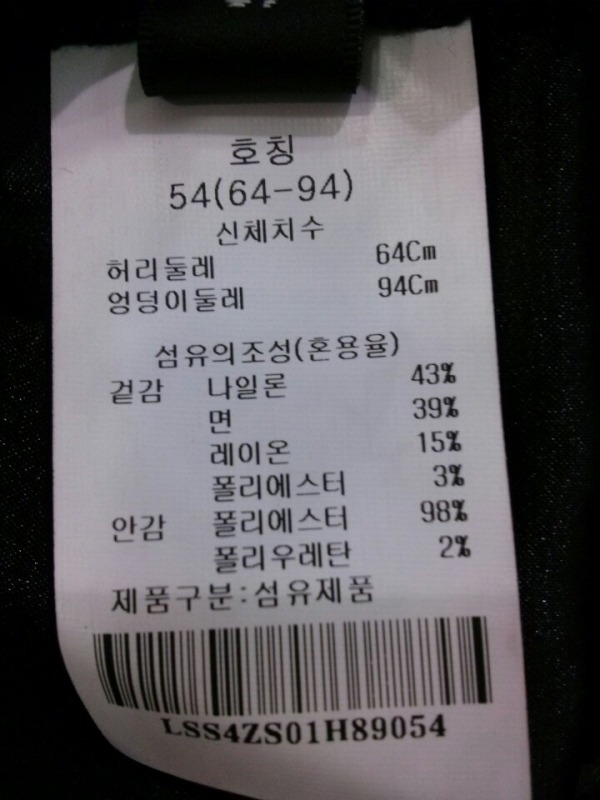 호칭
54(64-94)
신체치수
허리둘레 64Cm
엉덩이둘레 94Cm
섬유의조성(혼용율)
겉감 나일론 43%
면 39%
레이온 15%
폴리에스터 3%
안감 폴리에스터 98%
폴리우레탄 2%
제품구분:섬유제품
LSS4ZS01H89054